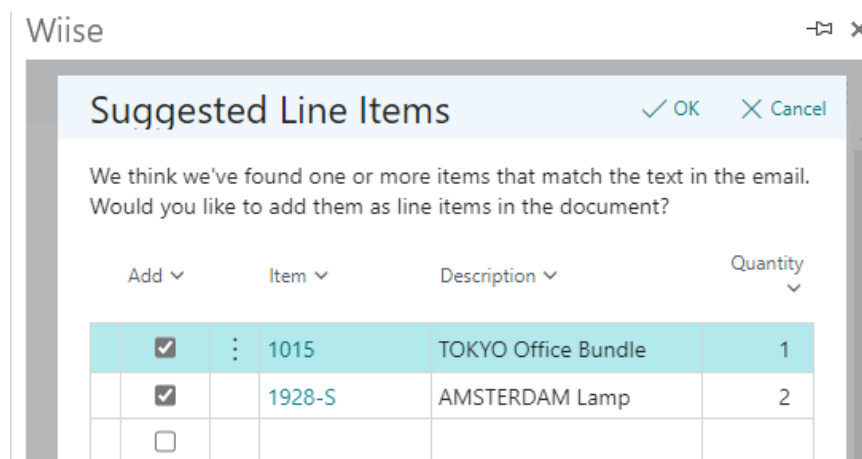 Wiise
Suggested Line Items
OK
Cancel
We think we've found one or more items that match the text in the email.
Would you like to add them as line items in the document?
Add Item Description Quantity
1015 TOKYO Office Bundle 1
1928-S AMSTERDAM Lamp 2